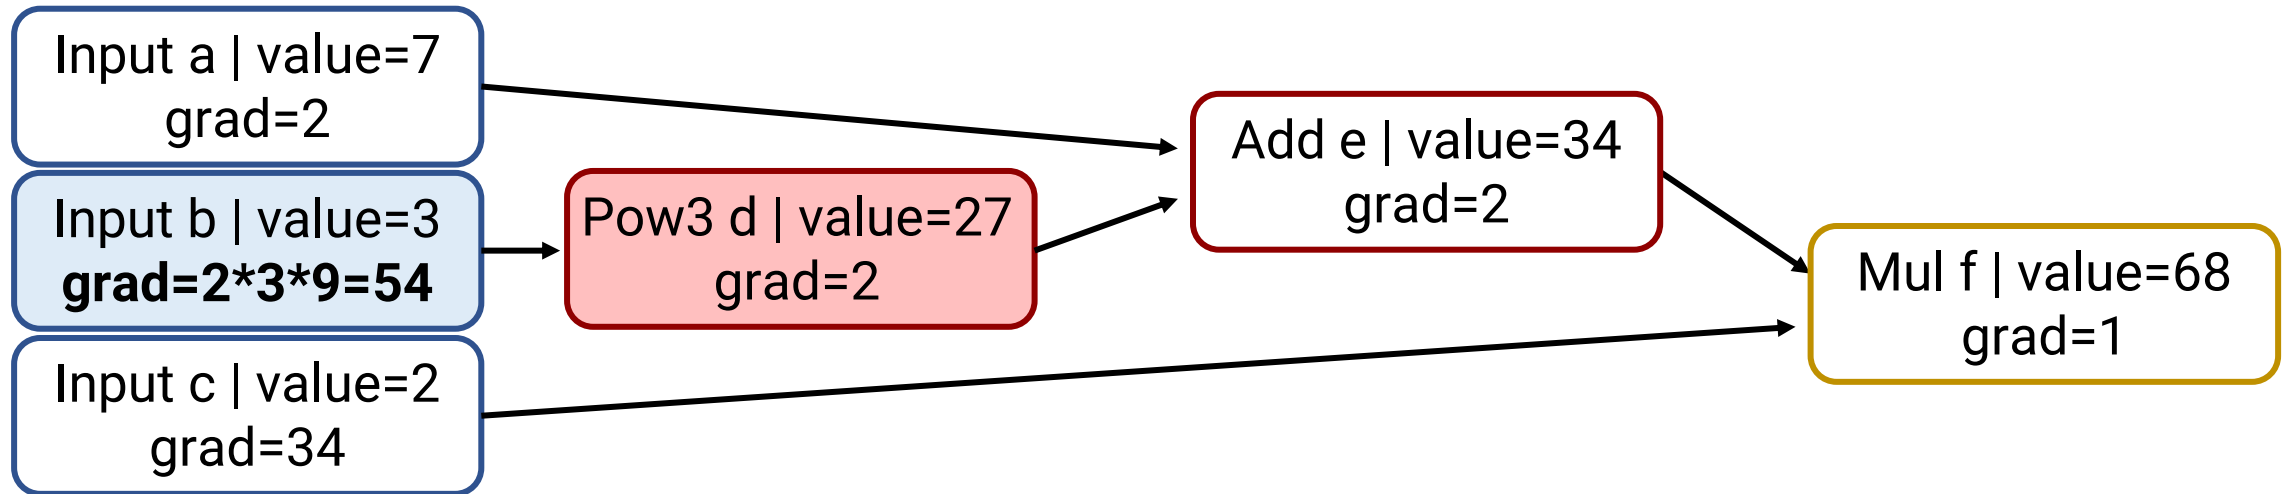 Input a | value=7
grad=2
Input b | value=3
grad=2*3*9=54
Input c | value=2
grad=34
Pow3 d | value=27
grad=2
Add e | value=34
grad=2
Mul f | value=68
grad=1